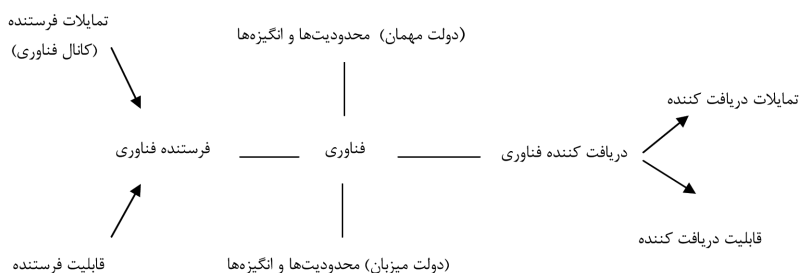 تمایلات فرستنده
(کانال فناوری)
(دولت مهمان) محدودیت‌ها و انگیزه‌ها
تمایلات دریافت کننده
فرستنده فناوری
فناوری
دریافت کننده فناوری
قابلیت دریافت کننده
قابلیت فرستنده
(دولت میزبان) محدودیت‌ها و انگیزه‌ها